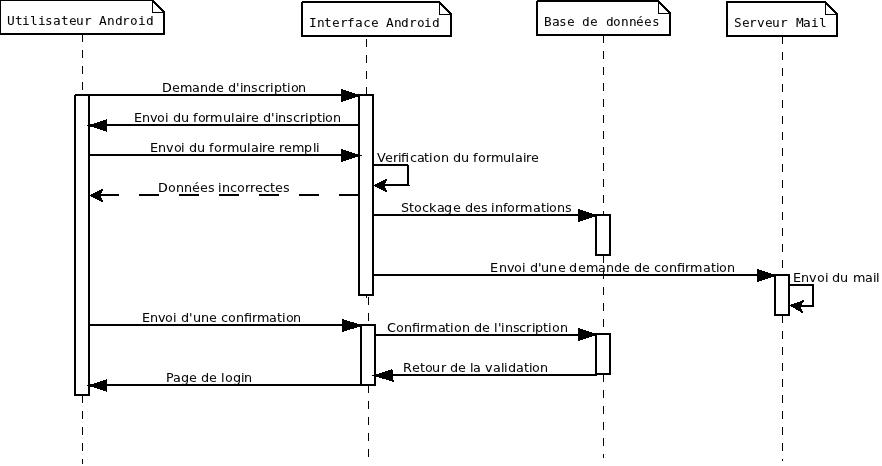 Utilisateur Android
Interface Android
Base de données
Serveur Mail
Demande d'inscription
Envoi du formulaire d'inscription
Envoi du formulaire rempli
Verification du formulaire
Données incorrectes
Stockage des informations
Envoi d'une demande de confirmation
Envoi du mail
Envoi d'une confirmation
Confirmation de l'inscription
Retour de la validation
Page de login